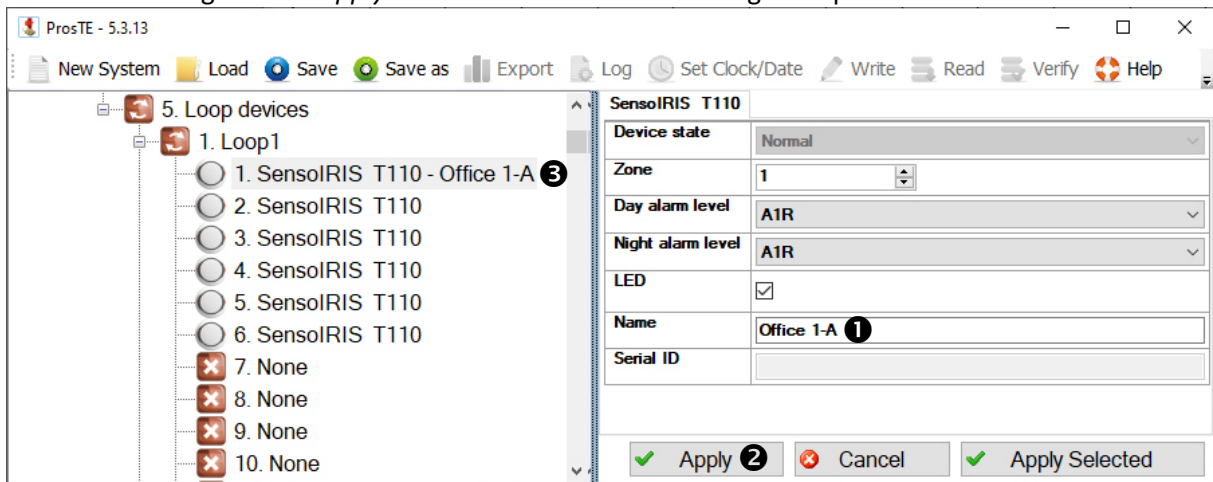 ProsTE - 5.3.13
New System Load Save Save as Export Log Set Clock/Date Write Read Verify Help
5. Loop devices
1. Loop1
1. SensoIRIS T110 - Office 1-A ❸
2. SensoIRIS T110
3. SensoIRIS T110
4. SensoIRIS T110
5. SensoIRIS T110
6. SensoIRIS T110
7. None
8. None
9. None
10. None
SensoIRIS T110
Device state Normal
Zone 1
Day alarm level A1R
Night alarm level A1R
LED
Name Office 1-A ❶
Serial ID
Apply ❷ Cancel Apply Selected